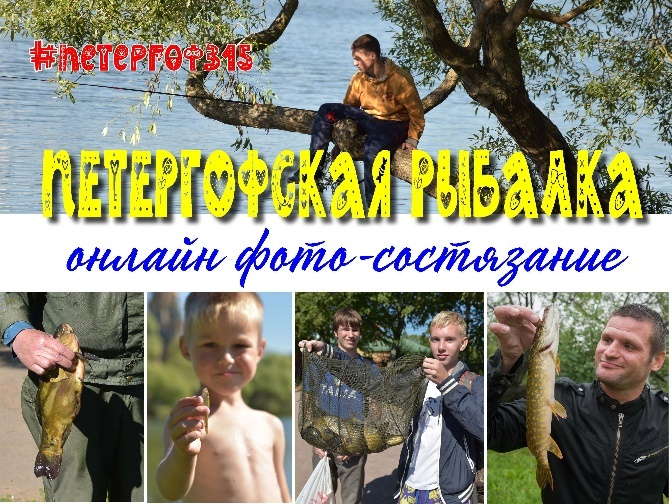 #ПЕТЕРГОФ315
ПЕТЕРГОФСКАЯ РЫБАЛКА
онлайн фото-состязание